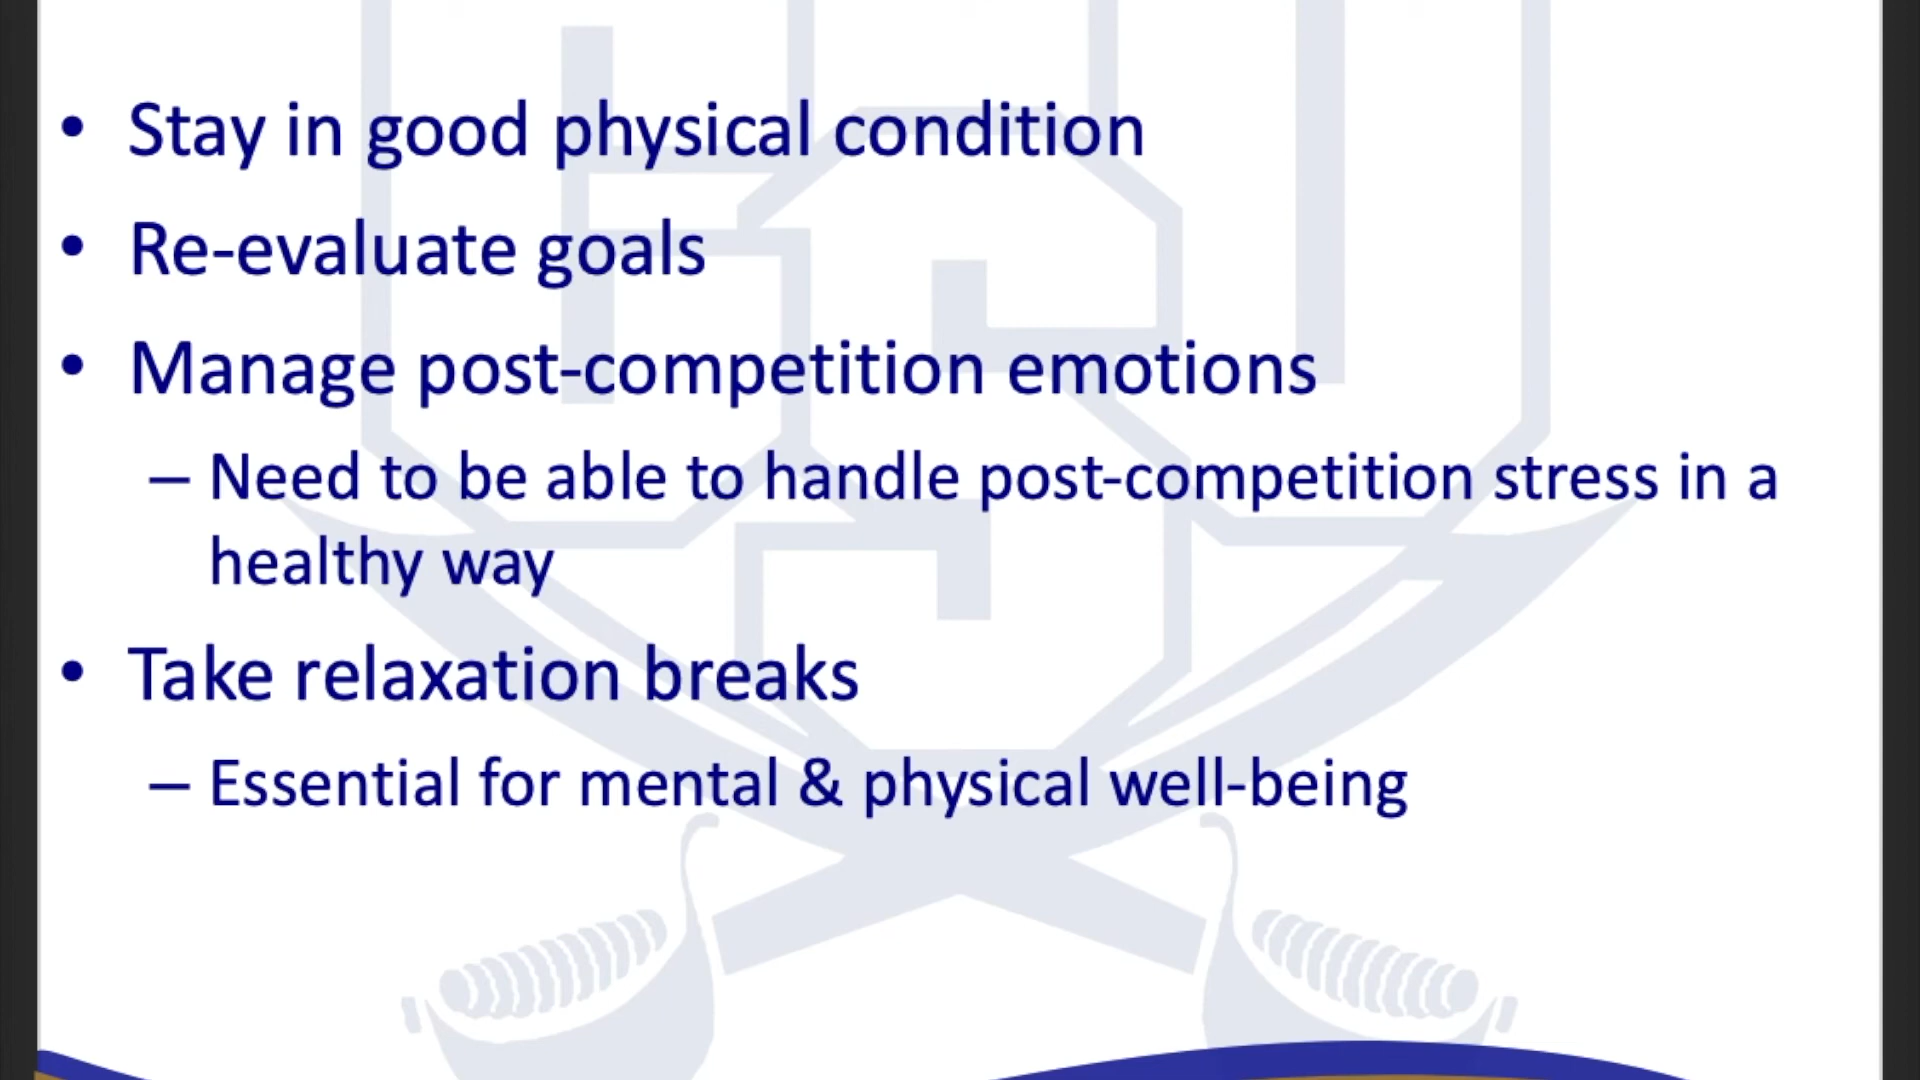 • Stay in good physical condition
• Re-evaluate goals
• Manage post-competition emotions
– Need to be able to handle post-competition stress in a
healthy way
• Take relaxation breaks
– Essential for mental & physical well-being